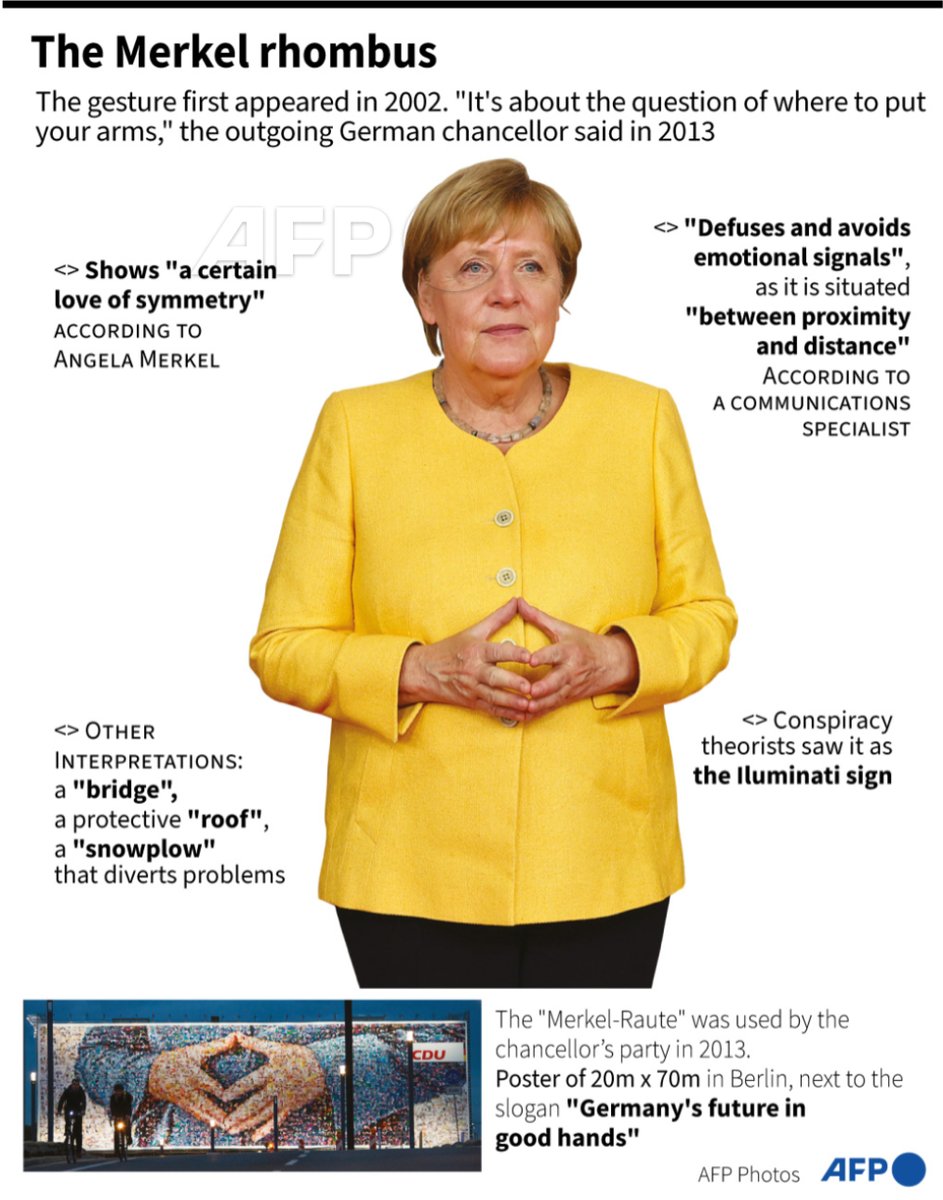 The Merkel rhombus
The gesture first appeared in 2002. "It's about the question of where to put
your arms," the outgoing German chancellor said in 2013
AFP
<> Shows "a certain
love of symmetry"
ACCORDING TO
ANGELA MERKEL
<> "Defuses and avoids
emotional signals",
as it is situated
"between proximity
and distance"
ACCORDING TO
A COMMUNICATIONS
SPECIALIST
<> OTHER
INTERPRETATIONS:
a "bridge",
a protective "roof",
a "snowplow"
that diverts problems
<> Conspiracy
theorists saw it as
the Iluminati sign
CDU
The "Merkel-Raute" was used by the
chancellor’s party in 2013.
Poster of 20m x 70m in Berlin, next to the
slogan "Germany's future in
good hands"
AFP Photos
AFP